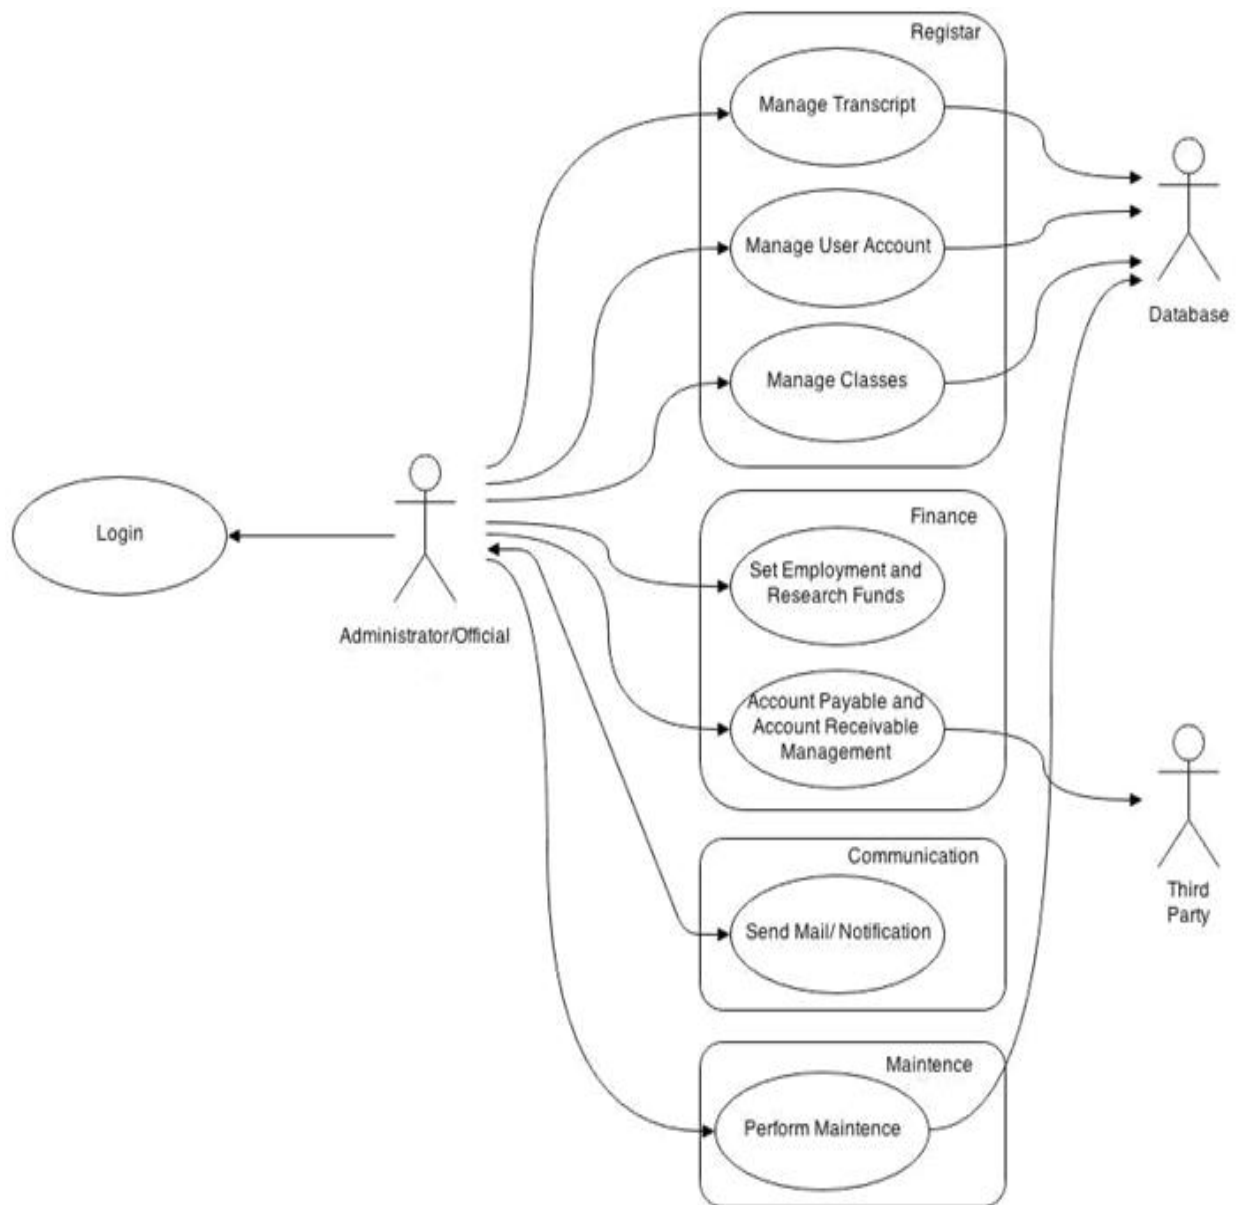 Registar
Manage Transcript
Manage User Account
Database
Manage Classes
Login
Administrator/Official
Finance
Set Employment and
Research Funds
Account Payable and
Account Receivable
Management
Third
Party
Communication
Send Mail/ Notification
Maintence
Perform Maintence